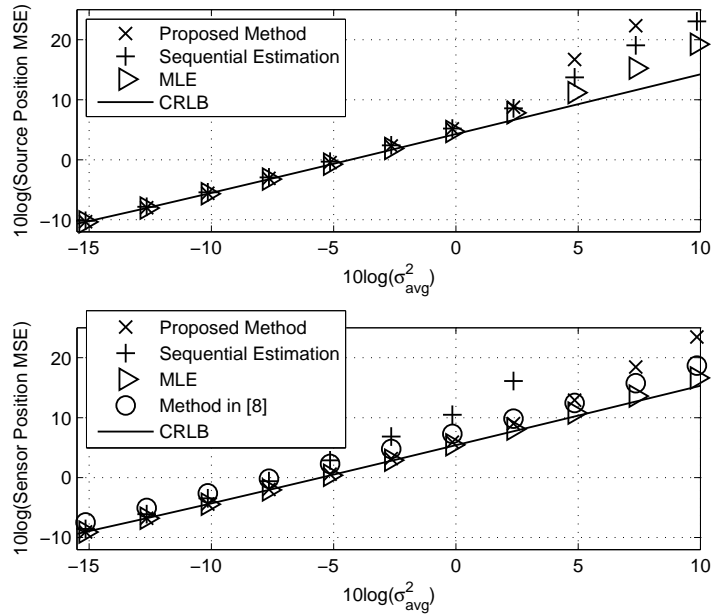 10log(Source Position MSE)
Proposed Method
Sequential Estimation
MLE
CRLB
20
10
0
−10
−15 −10 −5 0 5 10
10log(σ²avg)
10log(Sensor Position MSE)
Proposed Method
Sequential Estimation
MLE
Method in [8]
CRLB
20
10
0
−10
−15 −10 −5 0 5 10
10log(σ²avg)